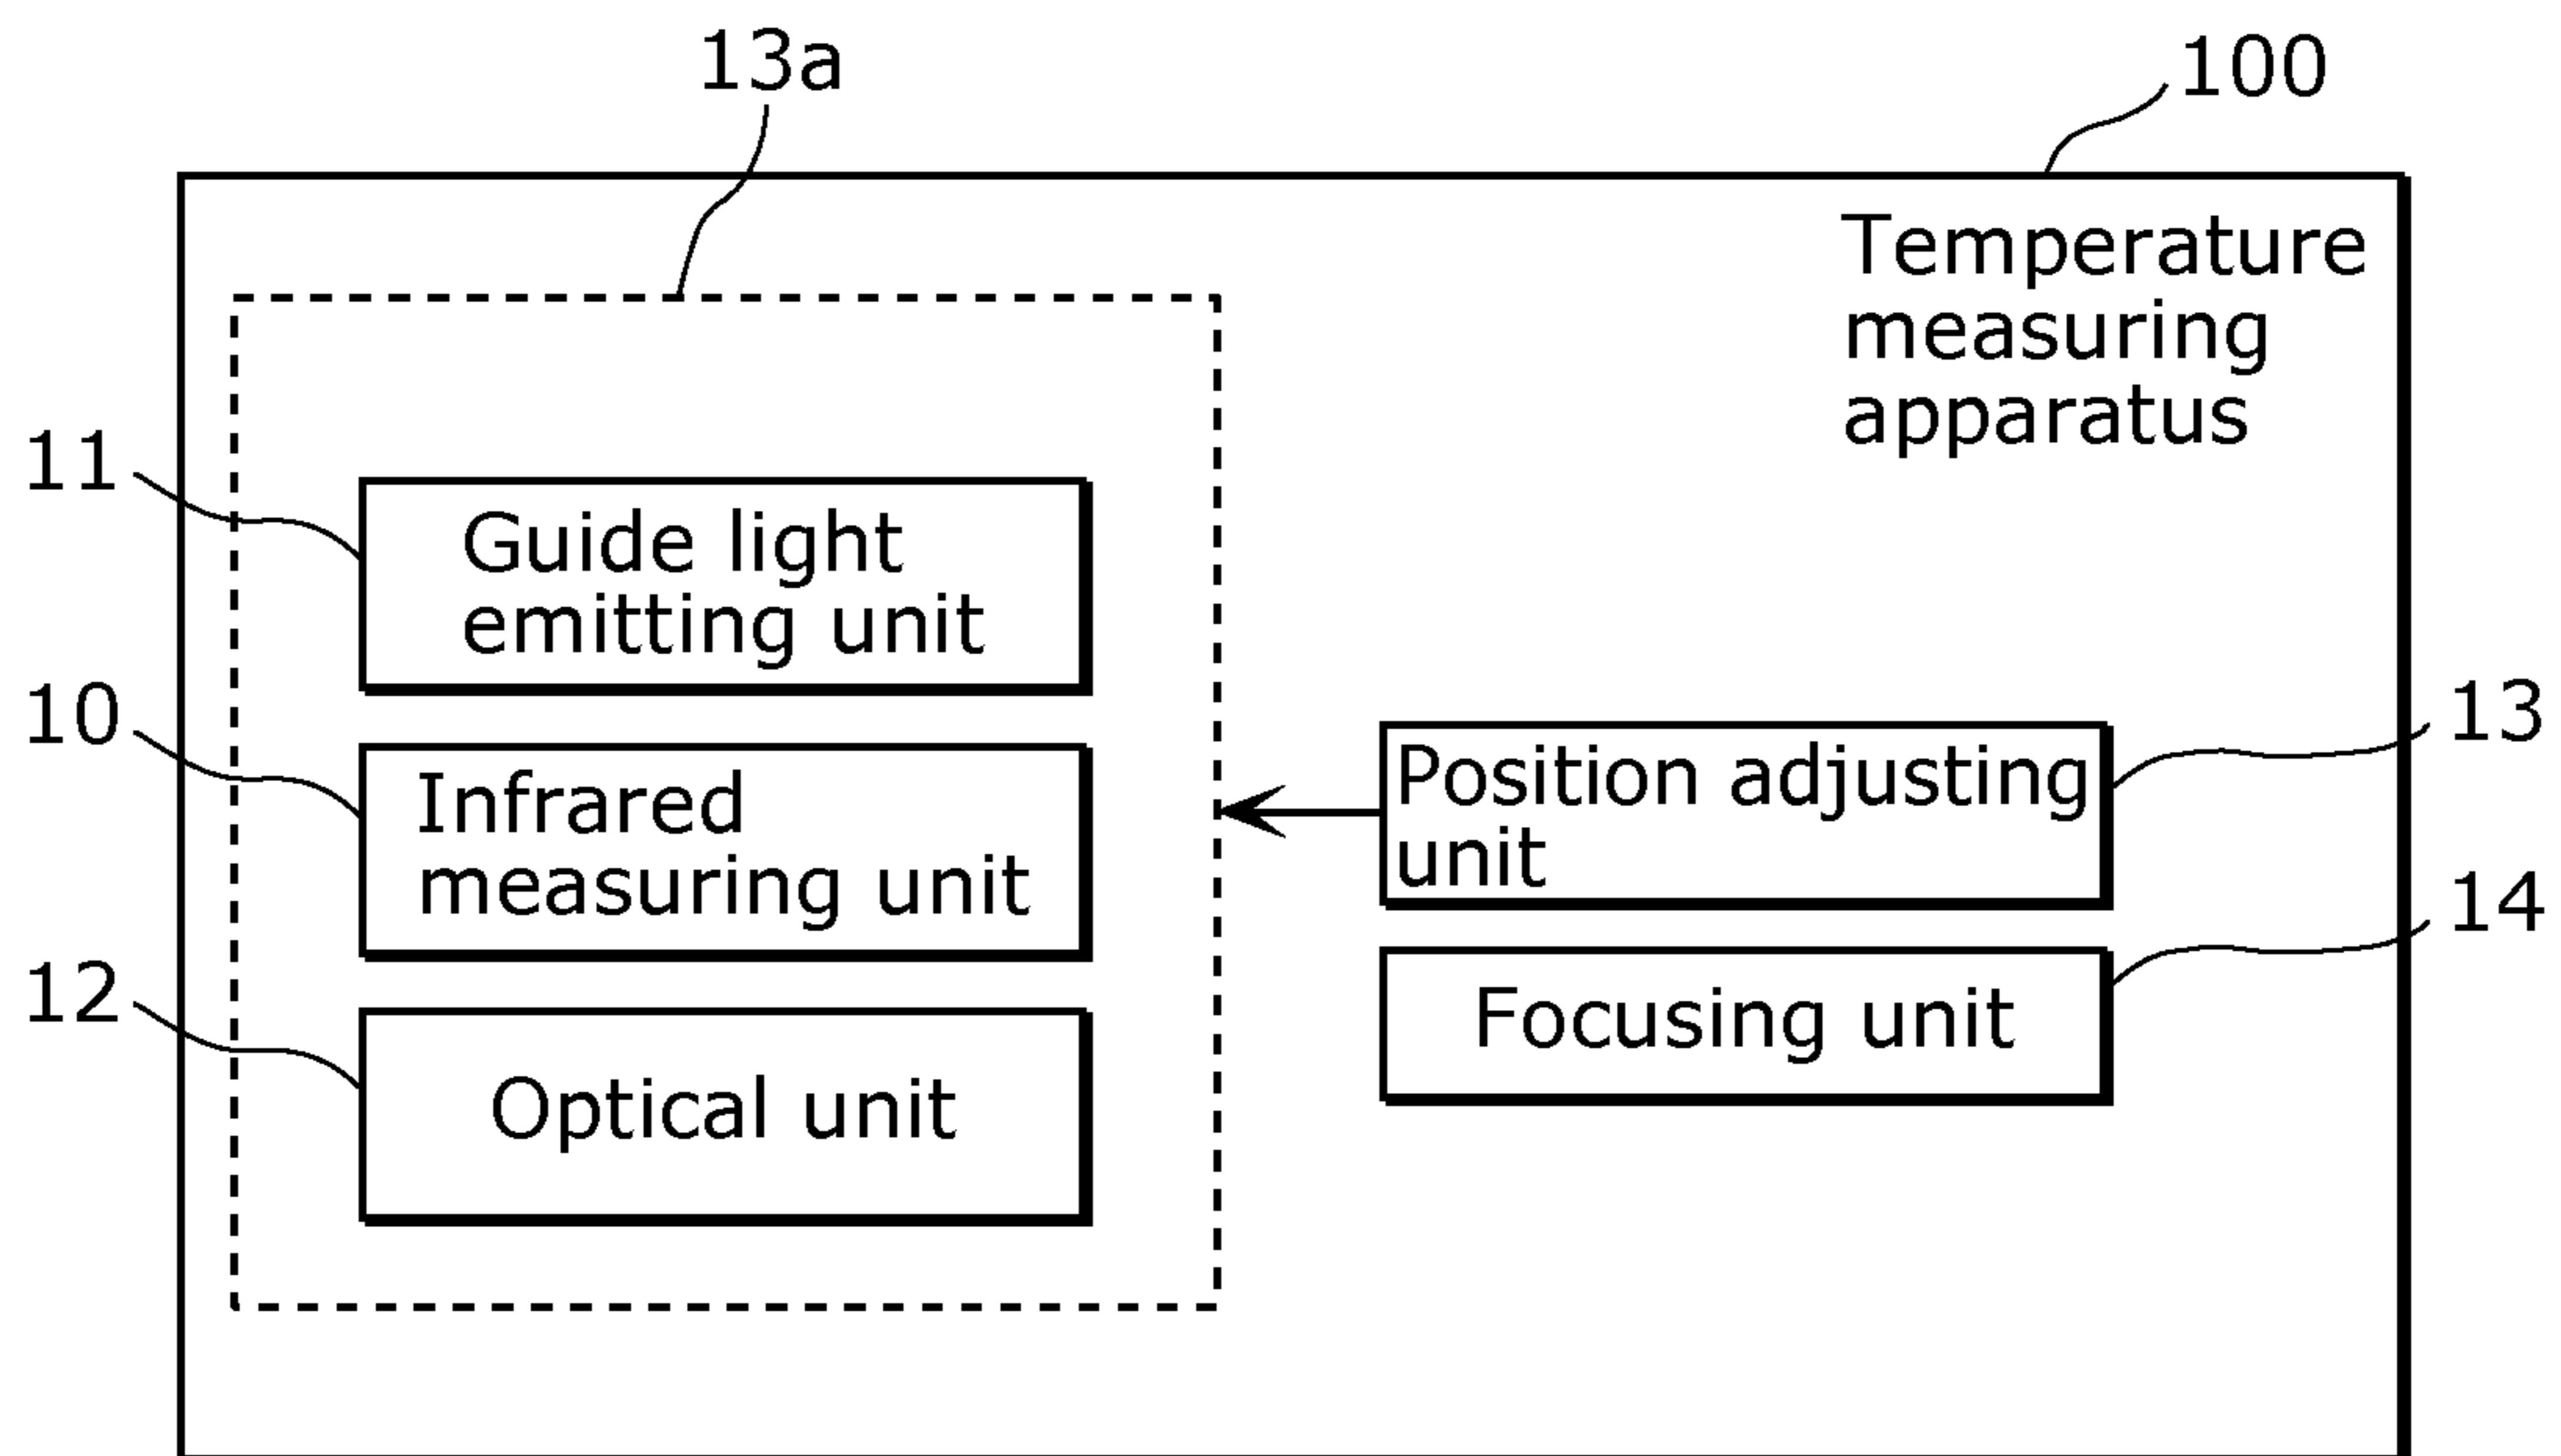 13a
100
Temperature
measuring
apparatus
11
Guide light
emitting unit
10
Infrared
measuring unit
13
Position adjusting
unit
14
Focusing unit
12
Optical unit